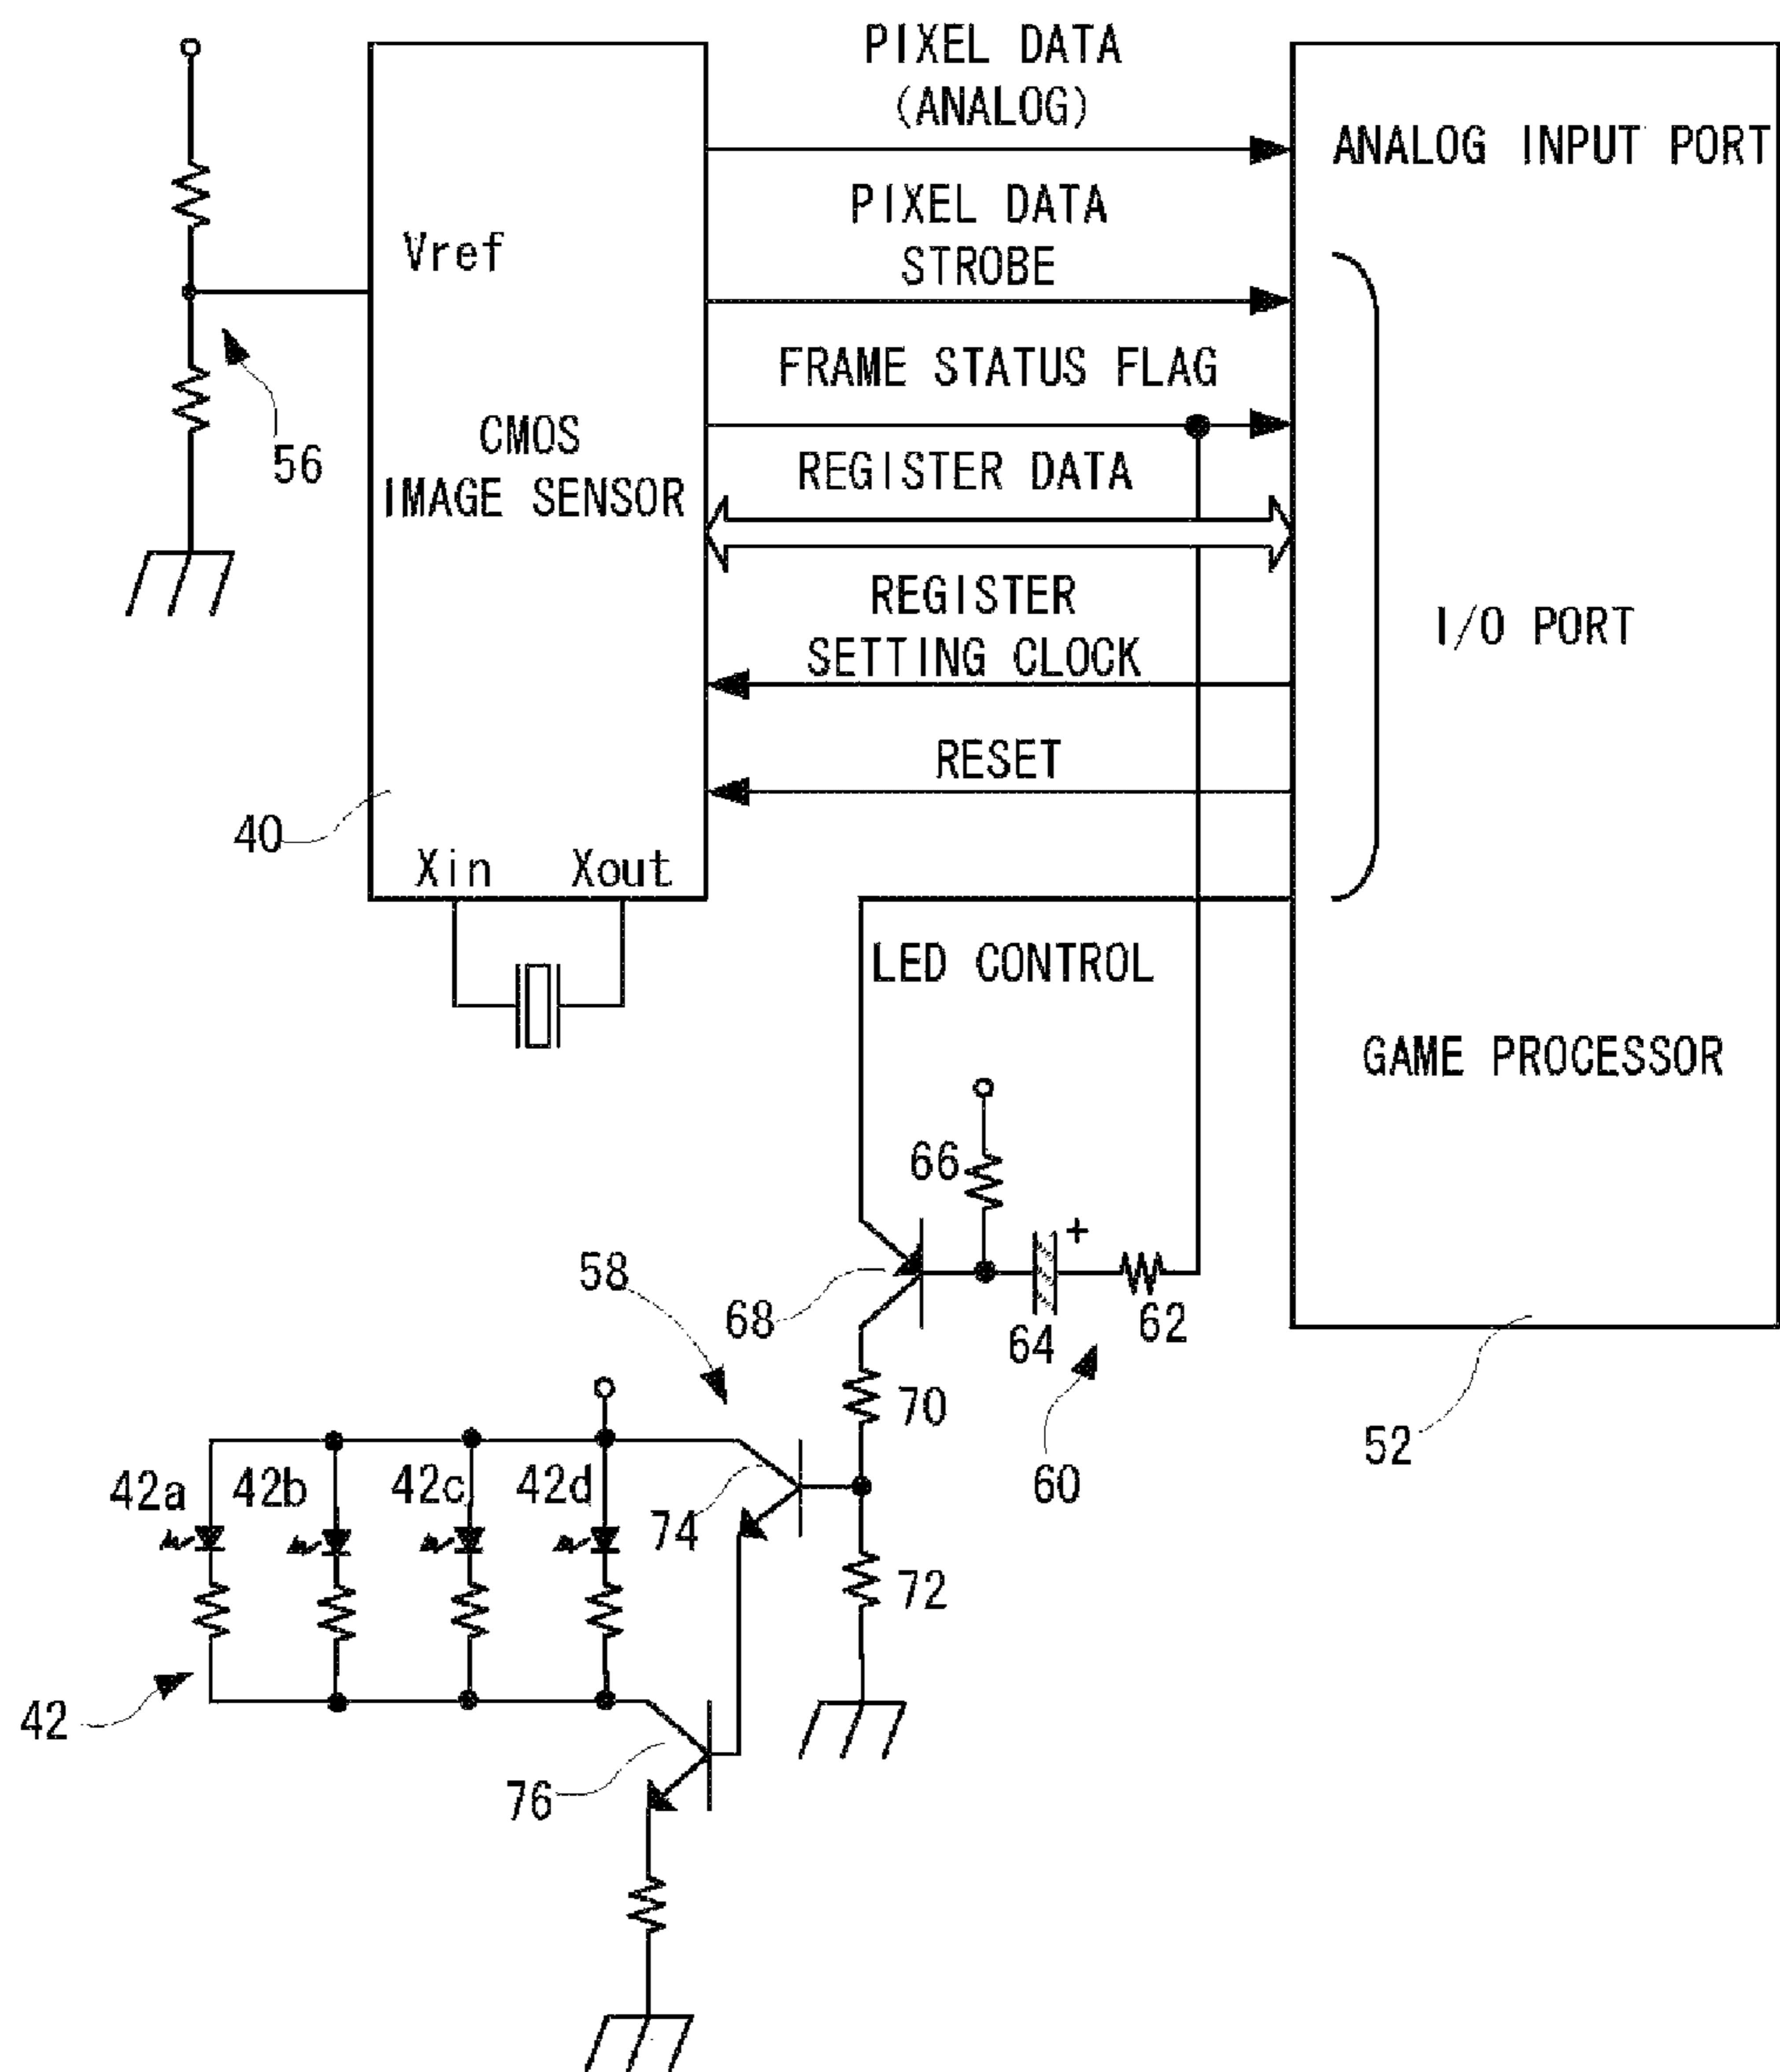 PIXEL DATA
(ANALOG)
ANALOG INPUT PORT
PIXEL DATA
STROBE
Vref
FRAME STATUS FLAG
56
CMOS
IMAGE SENSOR
REGISTER DATA
REGISTER
SETTING CLOCK
I/O PORT
RESET
40
Xin
Xout
LED CONTROL
GAME PROCESSOR
66
+
58
68
64
62
70
60
52
42a
42b
42c
42d
74
72
42
76